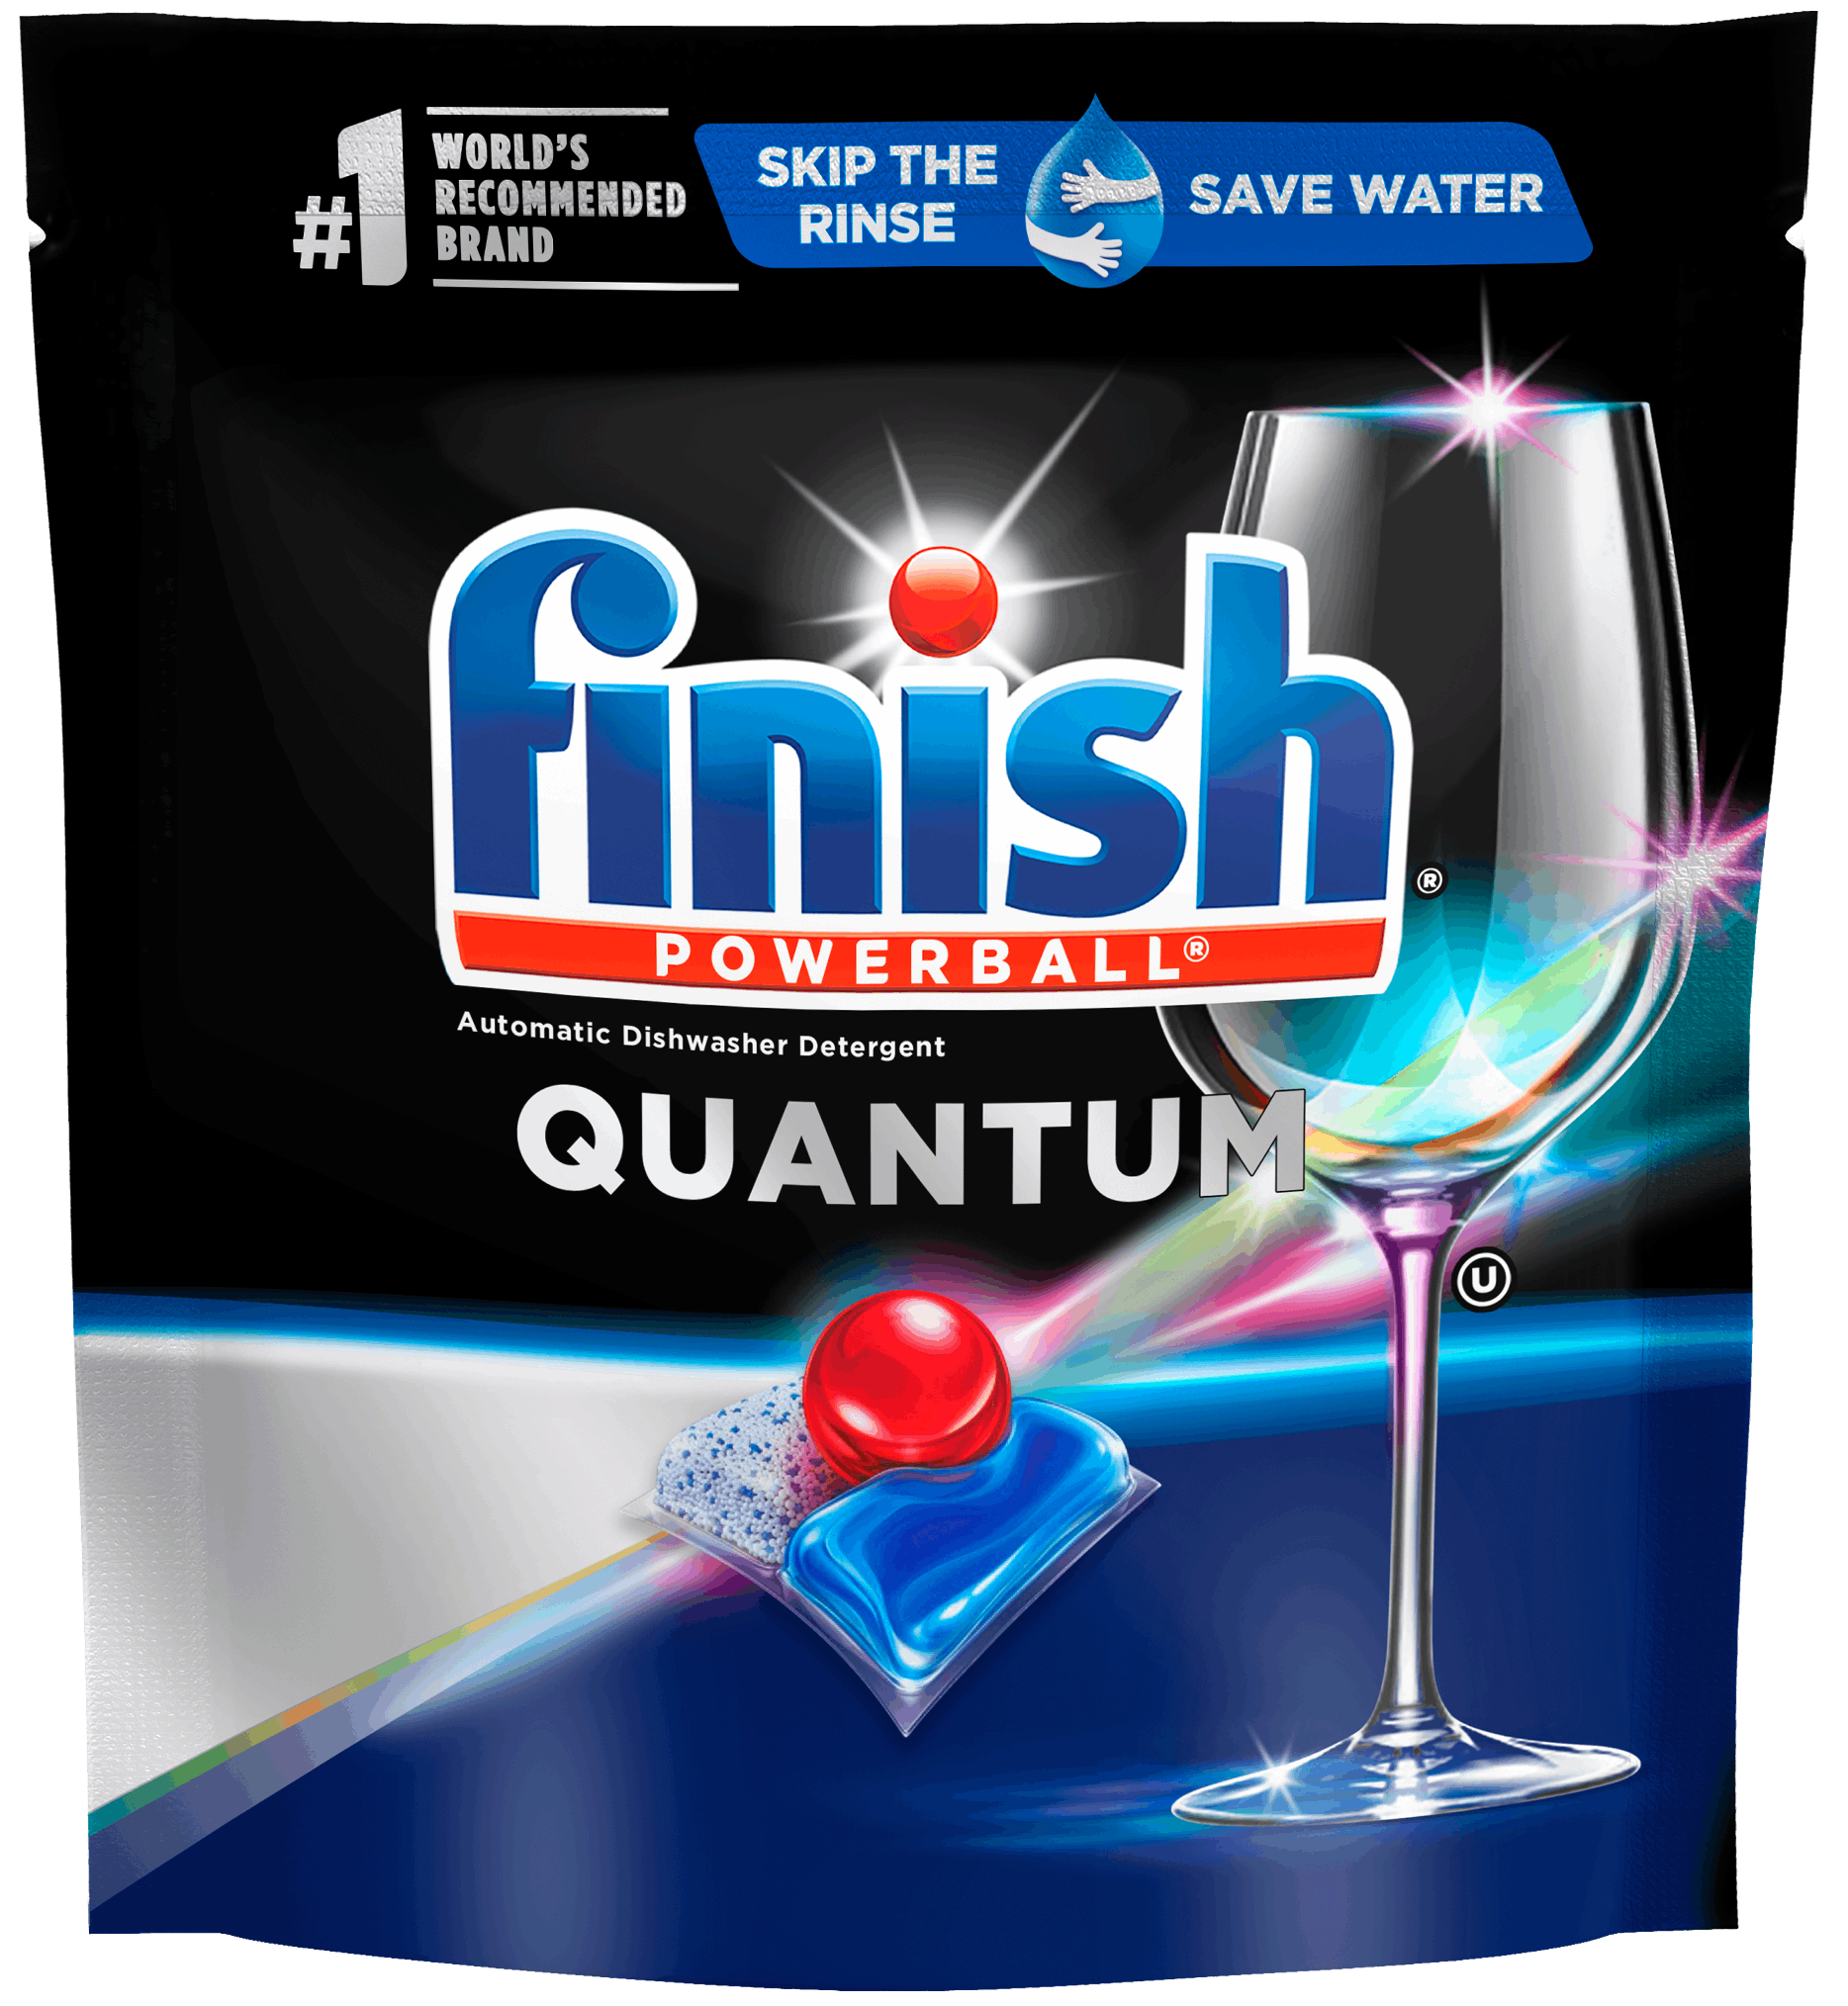 #1 WORLD'S
RECOMMENDED
BRAND
SKIP THE
RINSE
SAVE WATER
finish®
POWERBALL®
Automatic Dishwasher Detergent
QUANTUM
U